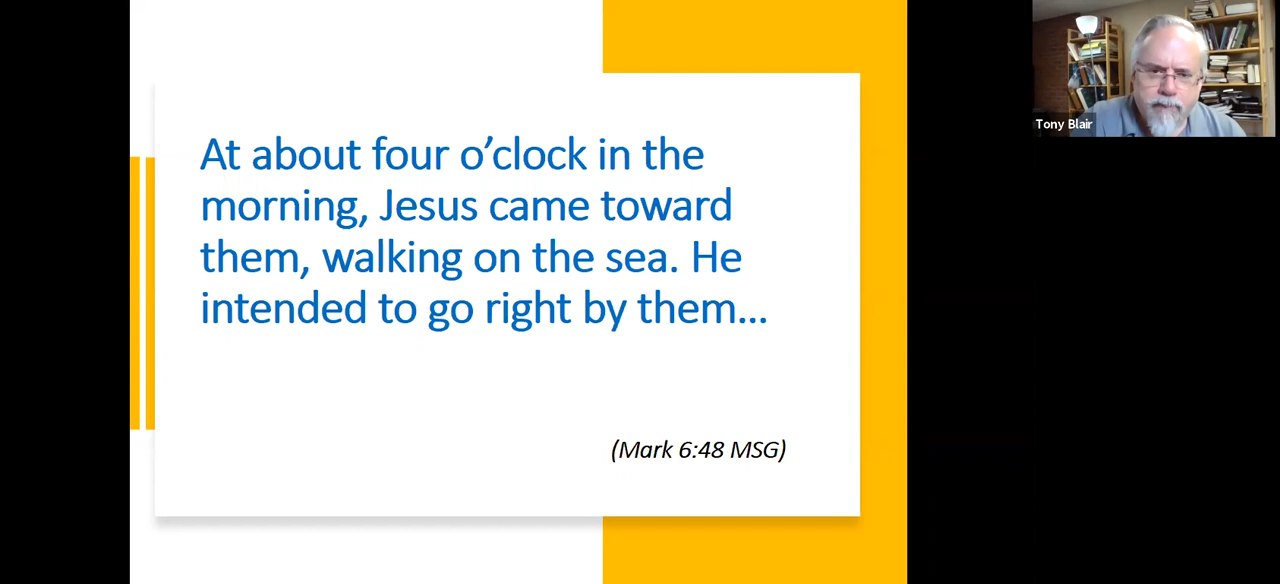 At about four o’clock in the
morning, Jesus came toward
them, walking on the sea. He
intended to go right by them…
(Mark 6:48 MSG)
Tony Blair